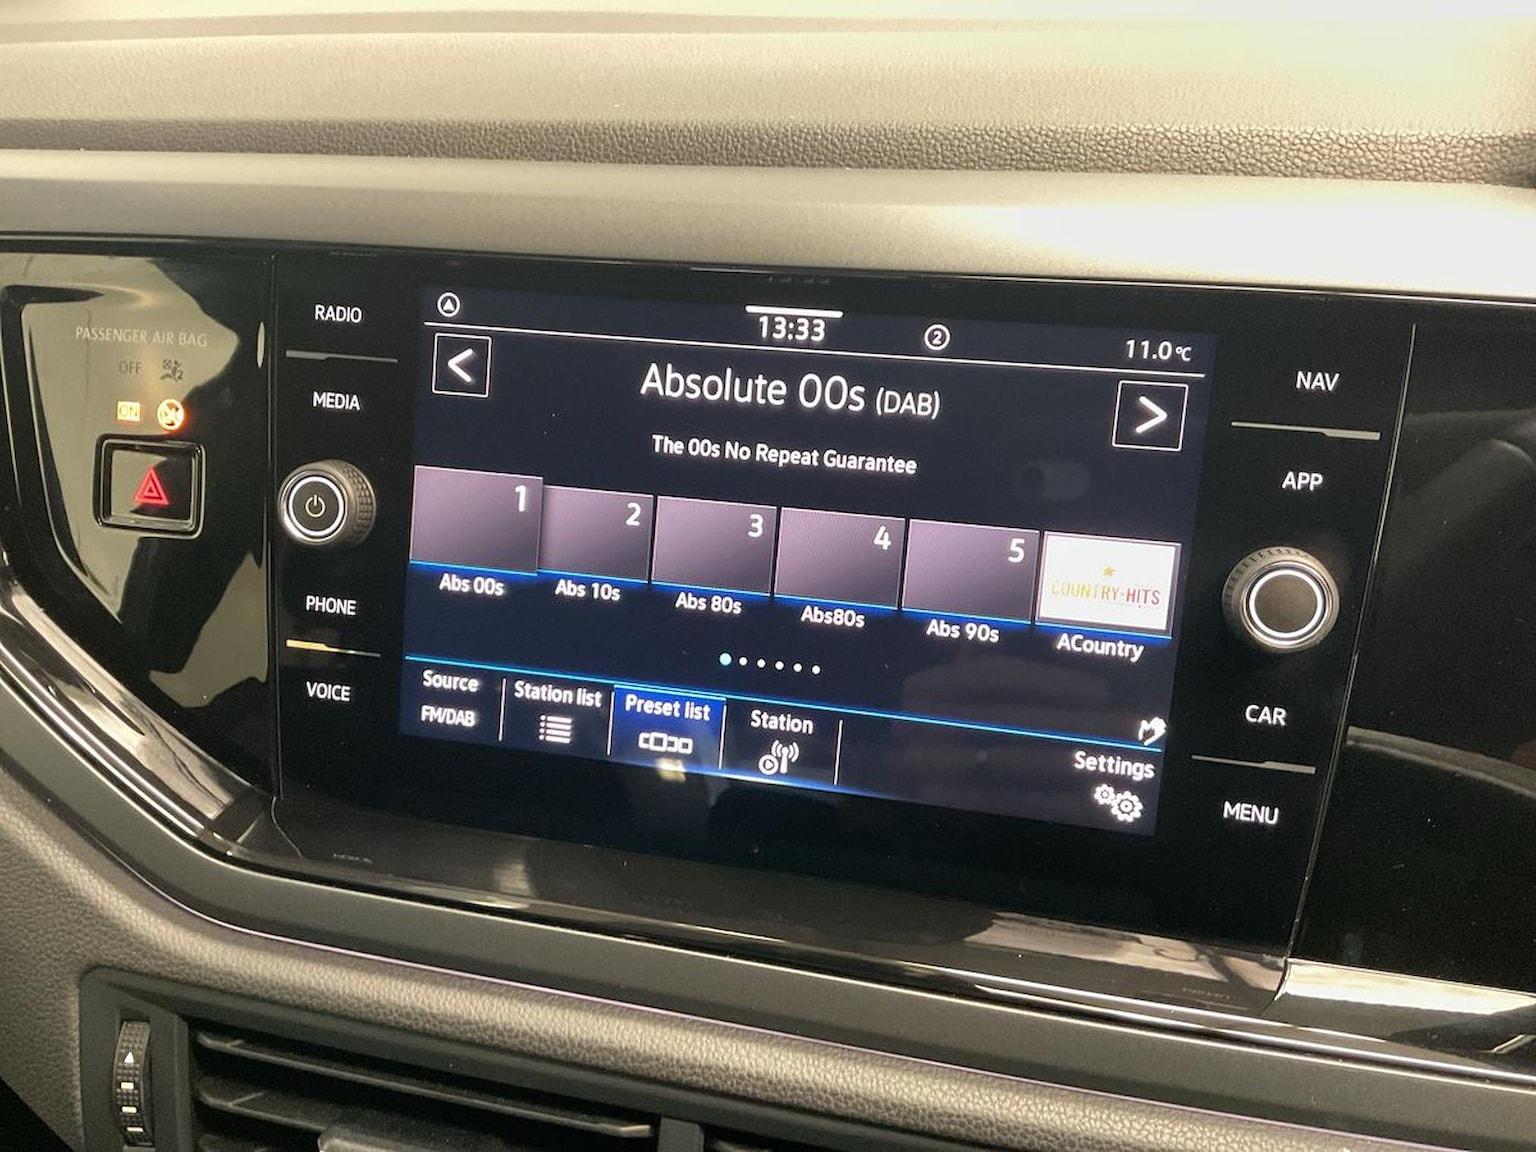 PASSENGER AIR BAG
OFF
ON
RADIO
MEDIA
PHONE
VOICE
13:33
2
11.0°C
<
Absolute 00s (DAB)
>
The 00s No Repeat Guarantee
1
2
3
4
5
COUNTRY-HITS
Abs 00s
Abs 10s
Abs 80s
Abs80s
Abs 90s
ACountry
Source
FM/DAB
Station list
Preset list
Station
Settings
NAV
APP
CAR
MENU